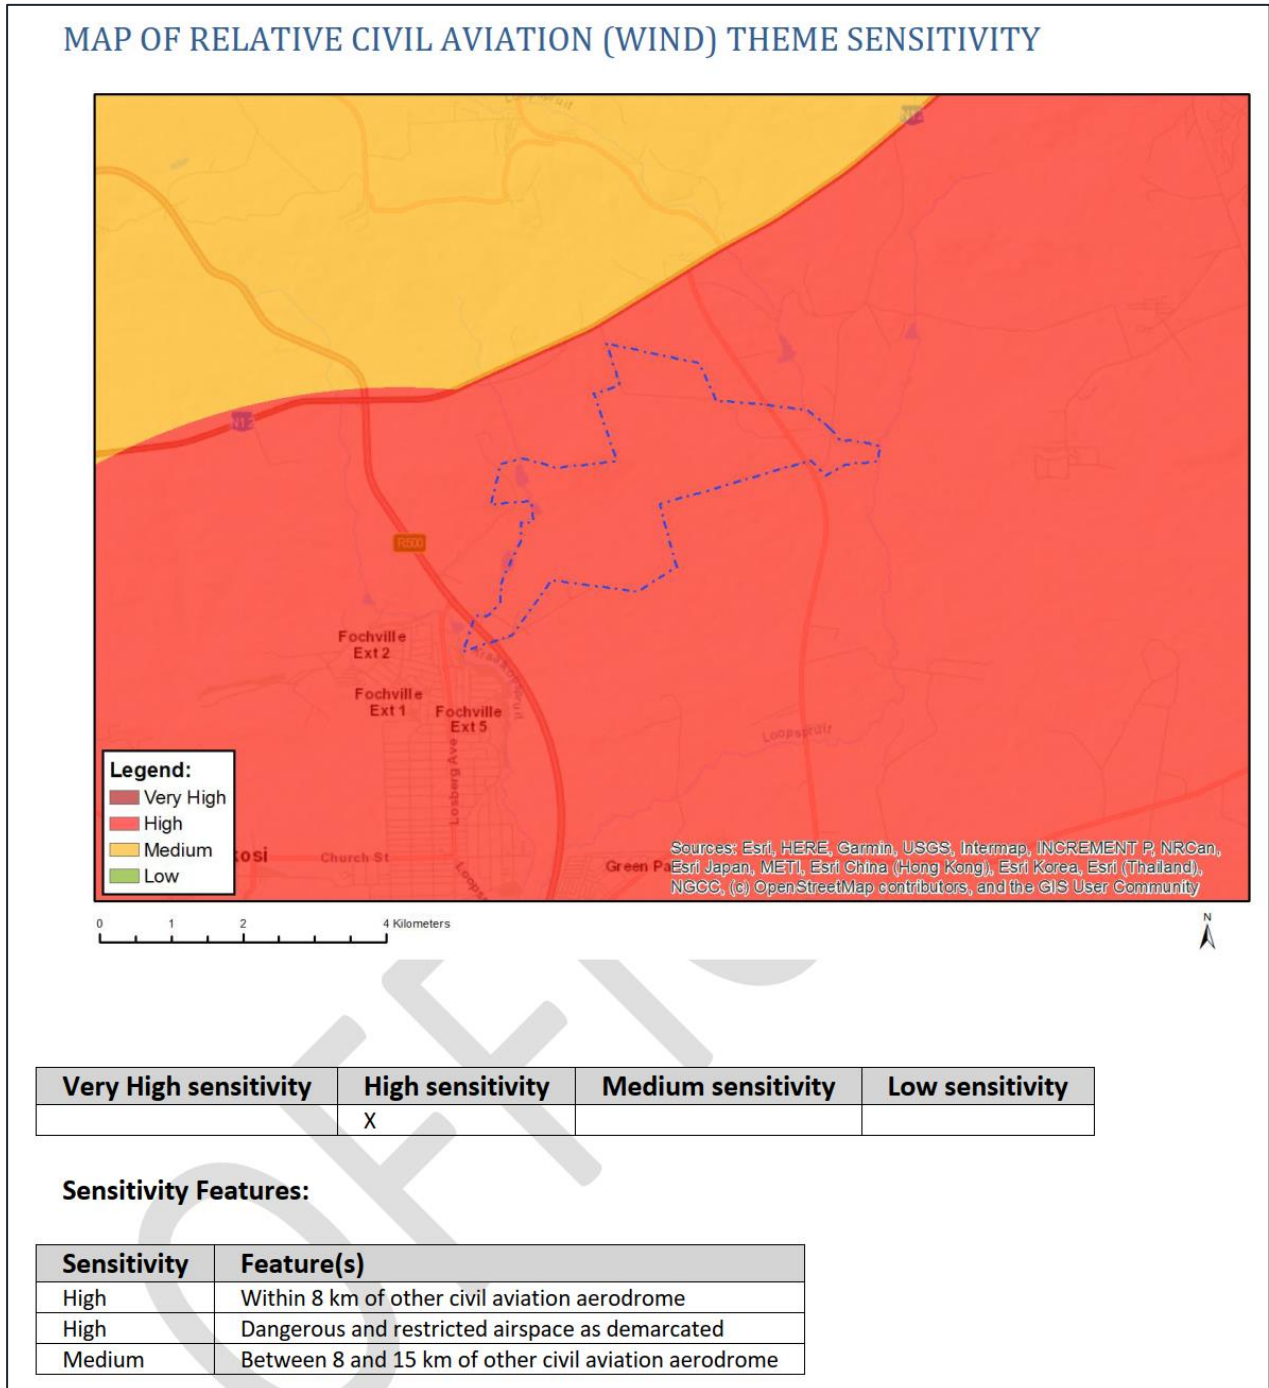 MAP OF RELATIVE CIVIL AVIATION (WIND) THEME SENSITIVITY
N12
R500
Fochville
Ext 2
Fochville
Ext 1
Fochville
Ext 5
Losberg Ave
Loopspruit
Church St
Legend:
Very High
High
Medium
Low
kosi
Green Pa
Sources: Esri, HERE, Garmin, USGS, Intermap, INCREMENT P, NRCan,
Esri Japan, METI, Esri China (Hong Kong), Esri Korea, Esri (Thailand),
NGCC, (c) OpenStreetMap contributors, and the GIS User Community
0 1 2 4 Kilometers
N
Very High sensitivity High sensitivity Medium sensitivity Low sensitivity
X
Sensitivity Features:
Sensitivity Feature(s)
High Within 8 km of other civil aviation aerodrome
High Dangerous and restricted airspace as demarcated
Medium Between 8 and 15 km of other civil aviation aerodrome